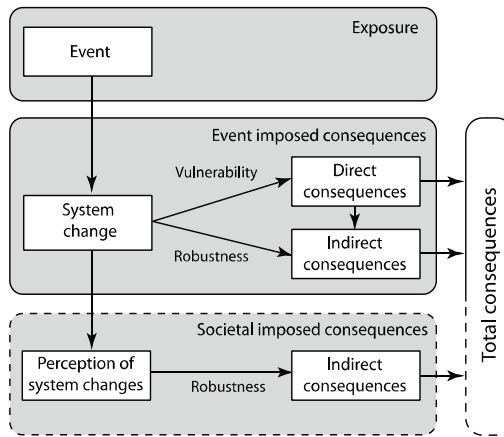 Exposure
Event
Event imposed consequences
Vulnerability
Direct
consequences
System
change
Robustness
Indirect
consequences
Societal imposed consequences
Perception of
system changes
Robustness
Indirect
consequences
Total consequences